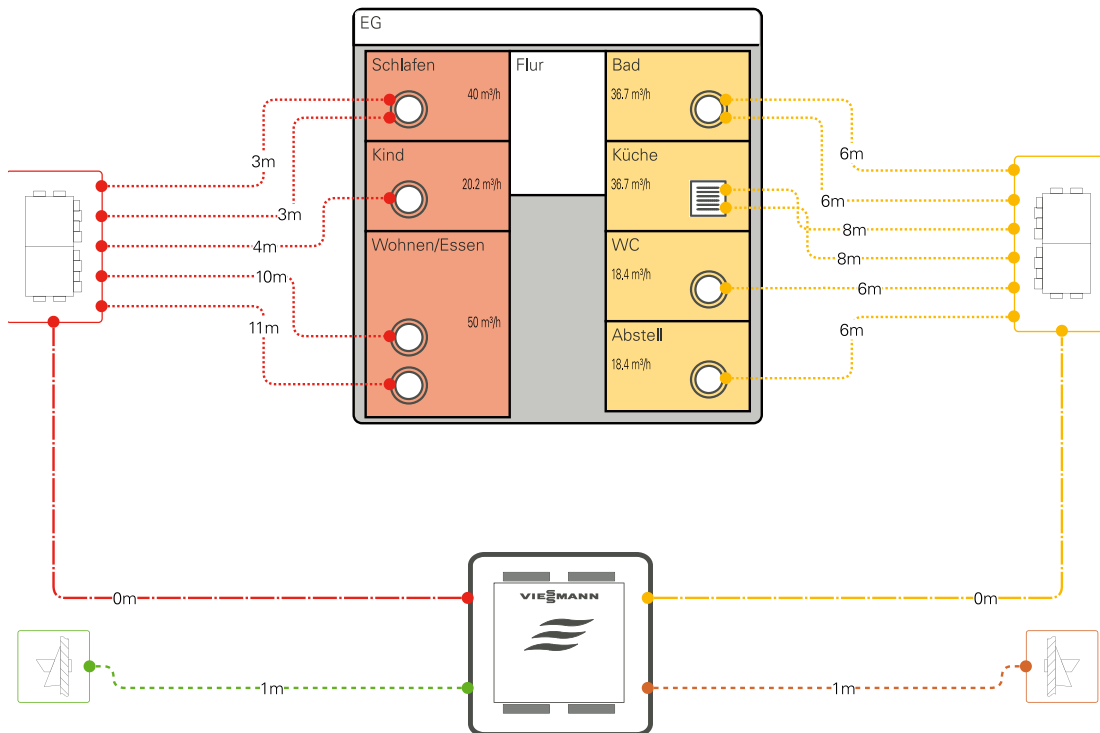 EG
Schlafen
40 m³/h
Flur
Bad
36.7 m³/h
3m
6m
Kind
20.2 m³/h
Küche
36.7 m³/h
3m
6m
4m
8m
Wohnen/Essen
WC
18.4 m³/h
8m
10m
6m
50 m³/h
11m
Abstell
18.4 m³/h
6m
0m
VIESSMANN
0m
1m
1m